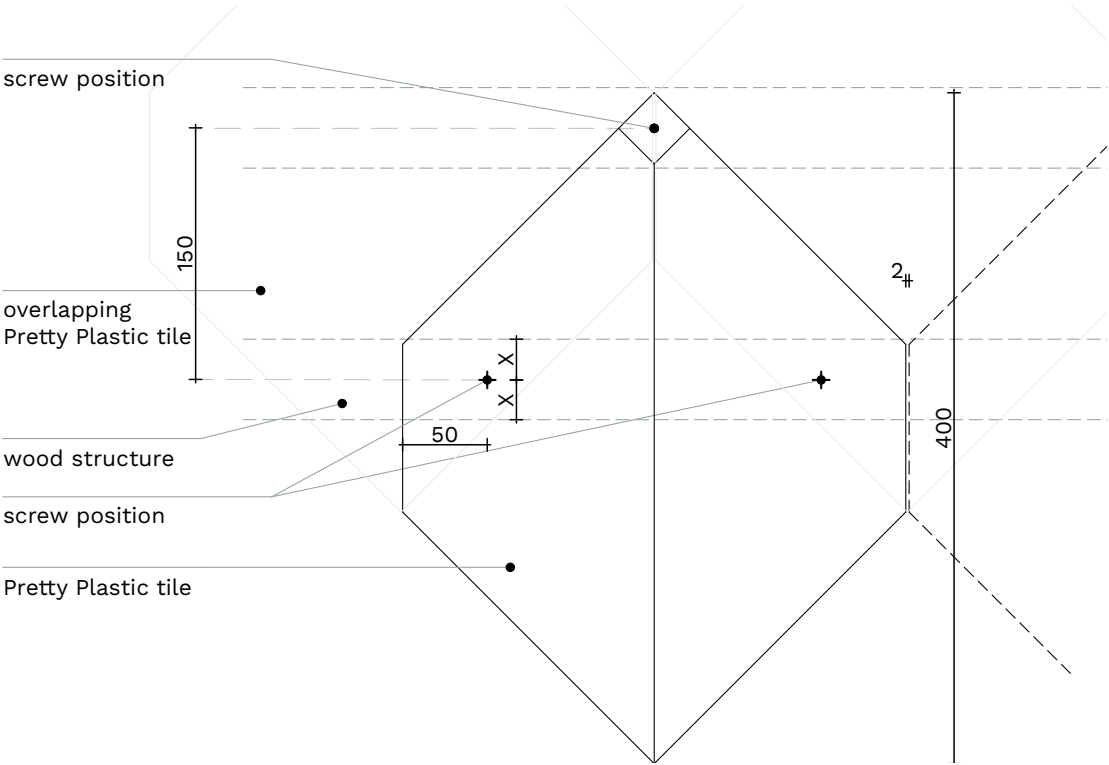 screw position
150
2
overlapping
Pretty Plastic tile
X
X
400
50
wood structure
screw position
Pretty Plastic tile